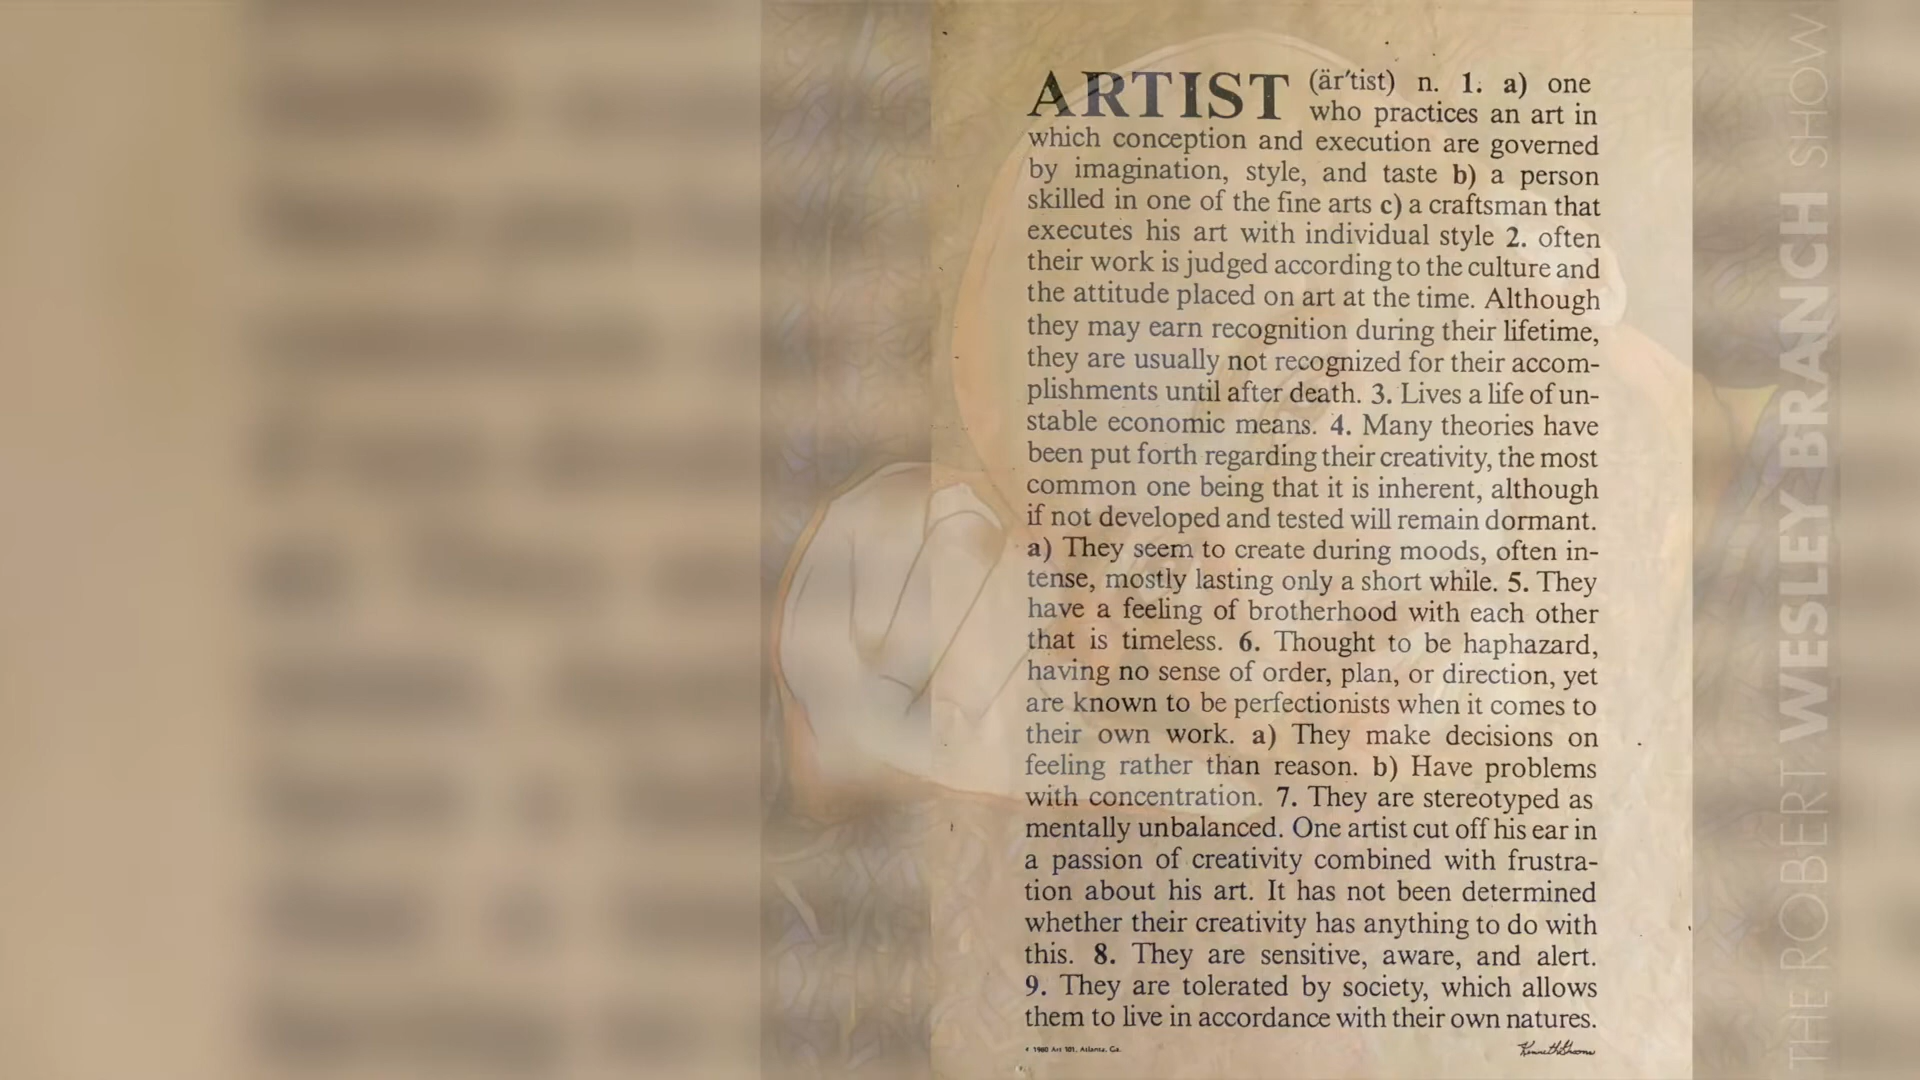 ARTIST (är'tist) n. 1. a) one
who practices an art in
which conception and execution are governed
by imagination, style, and taste b) a person
skilled in one of the fine arts c) a craftsman that
executes his art with individual style 2. often
their work is judged according to the culture and
the attitude placed on art at the time. Although
they may earn recognition during their lifetime,
they are usually not recognized for their accom-
plishments until after death. 3. Lives a life of un-
stable economic means. 4. Many theories have
been put forth regarding their creativity, the most
common one being that it is inherent, although
if not developed and tested will remain dormant.
a) They seem to create during moods, often in-
tense, mostly lasting only a short while. 5. They
have a feeling of brotherhood with each other
that is timeless. 6. Thought to be haphazard,
having no sense of order, plan, or direction, yet
are known to be perfectionists when it comes to
their own work. a) They make decisions on
feeling rather than reason. b) Have problems
with concentration. 7. They are stereotyped as
mentally unbalanced. One artist cut off his ear in
a passion of creativity combined with frustra-
tion about his art. It has not been determined
whether their creativity has anything to do with
this. 8. They are sensitive, aware, and alert.
9. They are tolerated by society, which allows
them to live in accordance with their own natures.
1980 Art 101, Atlanta, Ga.
THE ROBERT WESLEY BRANCH SHOW